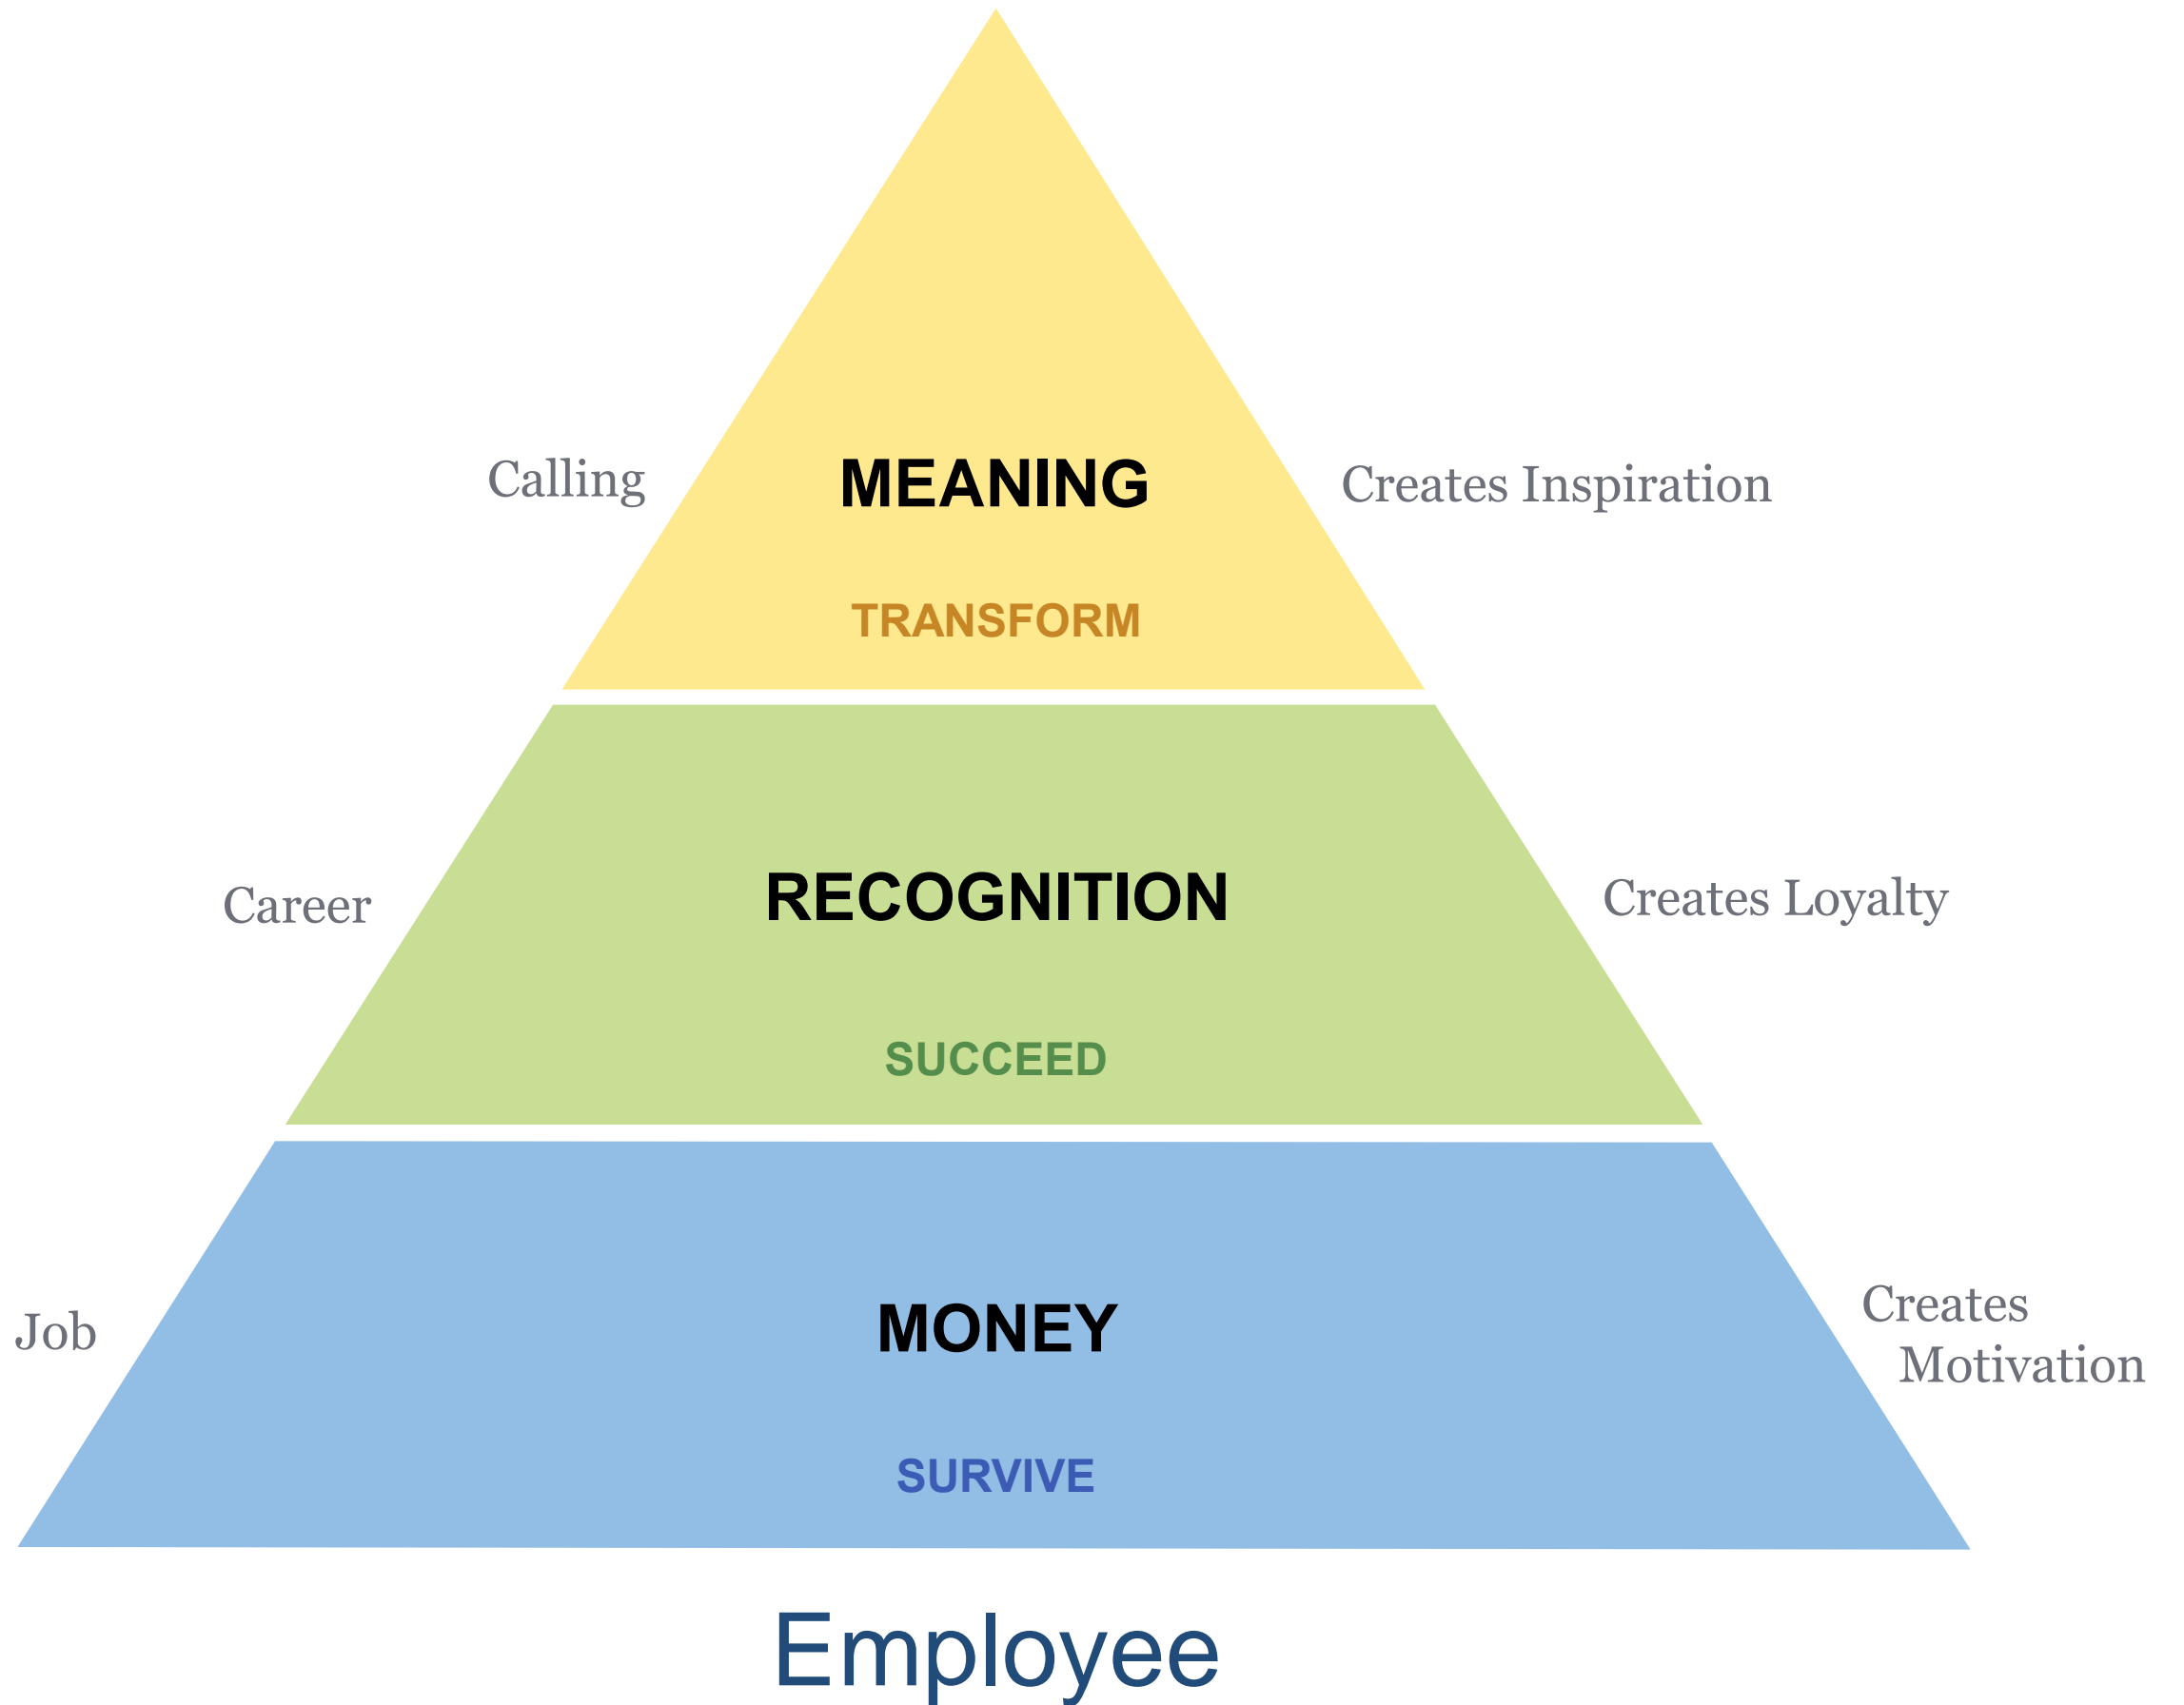 Calling
MEANING
Creates Inspiration
TRANSFORM
Career
RECOGNITION
Creates Loyalty
SUCCEED
Job
MONEY
Creates
Motivation
SURVIVE
Employee